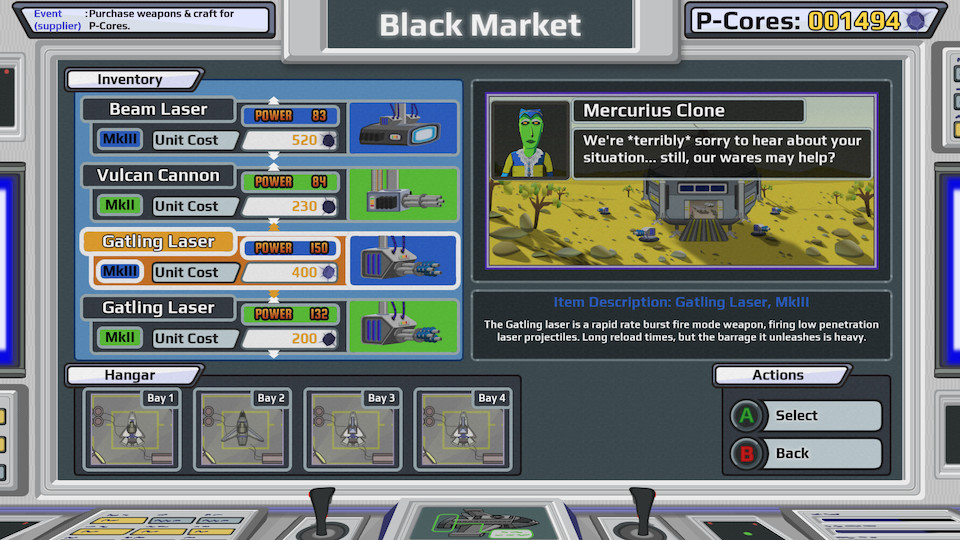 Event :Purchase weapons & craft for
(supplier) P-Cores.
Black Market
P-Cores: 001494
Inventory
Beam Laser
POWER 83
MkIII Unit Cost 520
Vulcan Cannon
POWER 84
MkII Unit Cost 230
Gatling Laser
POWER 150
MkIII Unit Cost 400
Gatling Laser
POWER 132
MkII Unit Cost 200
Mercurius Clone
We're *terribly* sorry to hear about your
situation... still, our wares may help?
Item Description: Gatling Laser, MkIII
The Gatling laser is a rapid rate burst fire mode weapon, firing low penetration
laser projectiles. Long reload times, but the barrage it unleashes is heavy.
Hangar
Bay 1
Bay 2
Bay 3
Bay 4
Actions
A Select
B Back